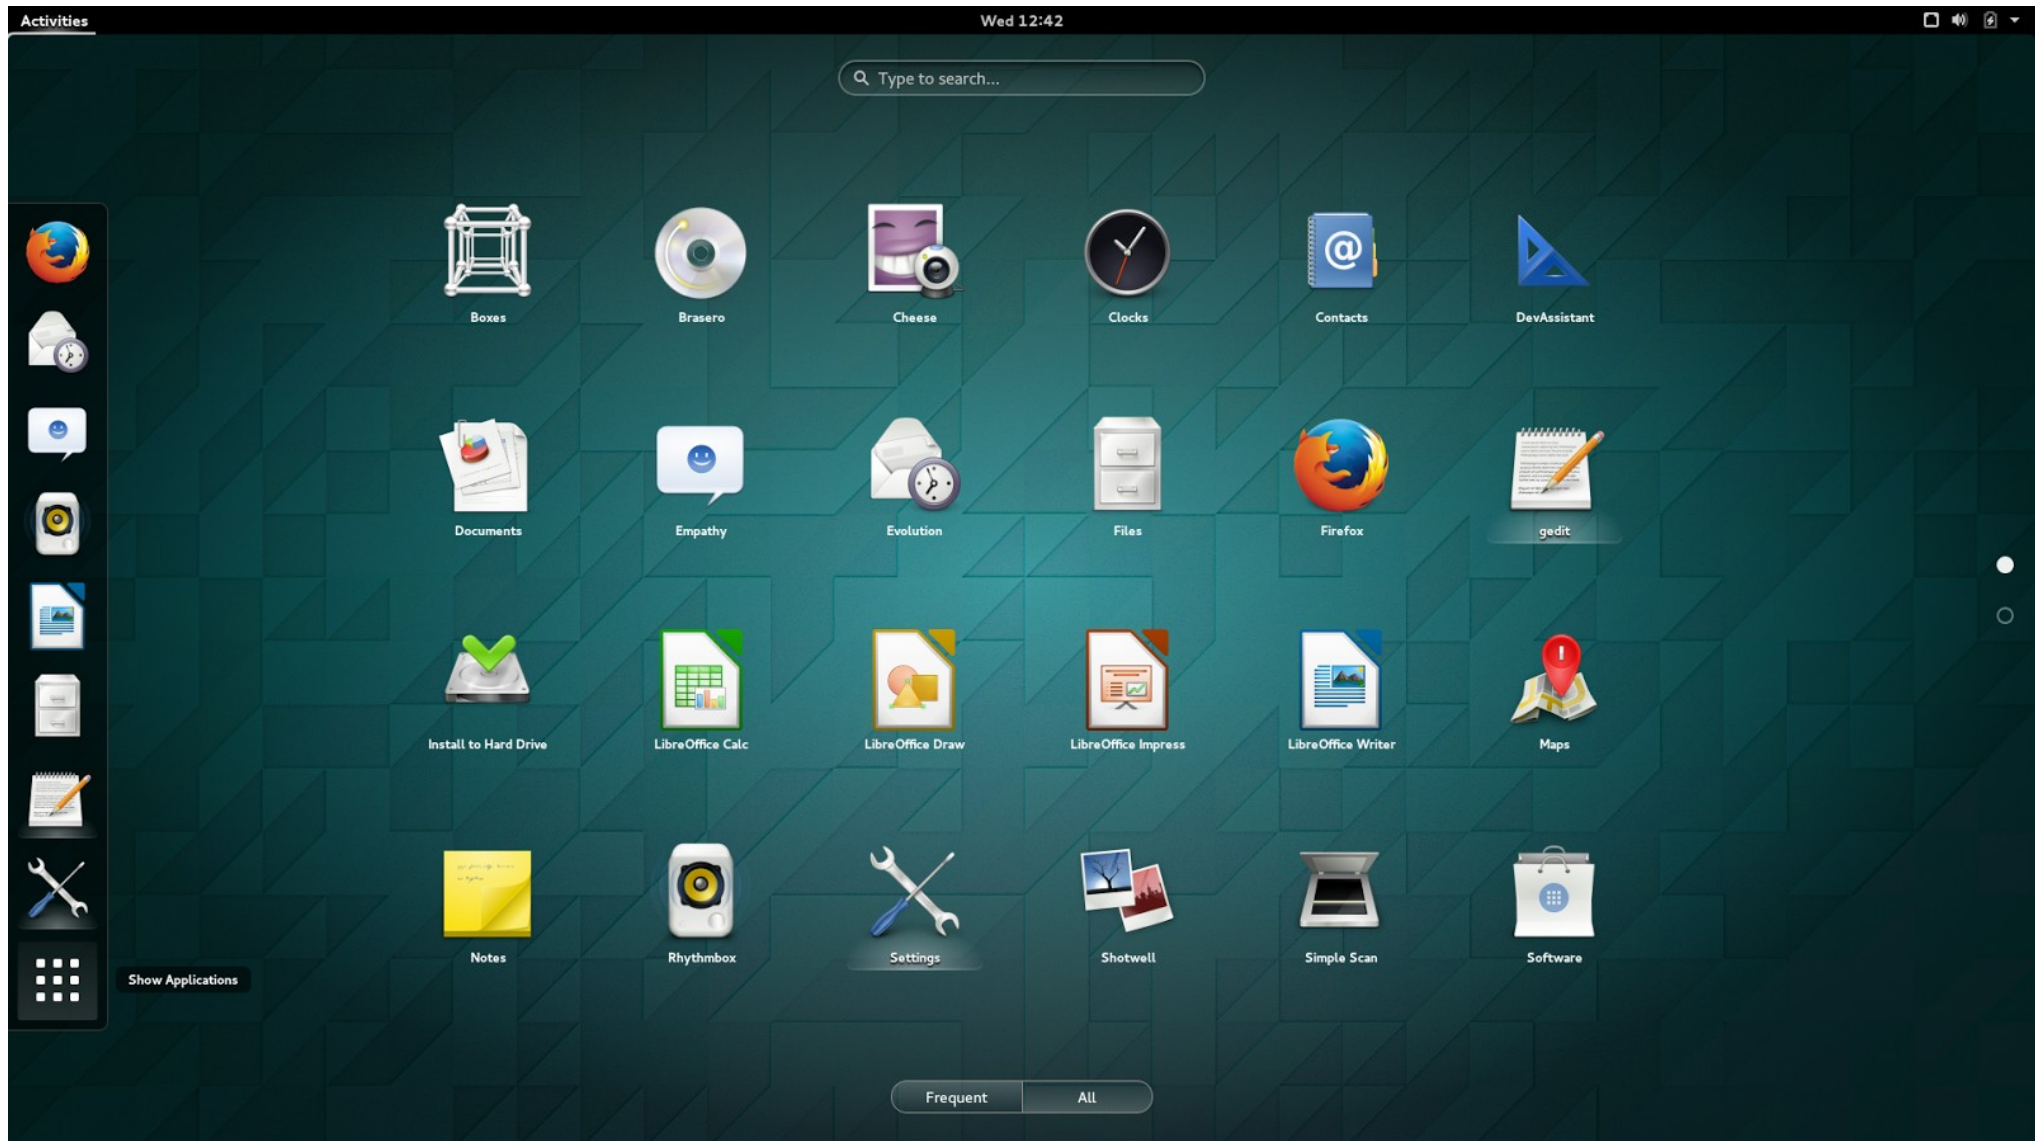 Activities
Wed 12:42
Type to search...
Boxes
Brasero
Cheese
Clocks
Contacts
DevAssistant
Documents
Empathy
Evolution
Files
Firefox
gedit
Install to Hard Drive
LibreOffice Calc
LibreOffice Draw
LibreOffice Impress
LibreOffice Writer
Maps
Notes
Rhythmbox
Settings
Shotwell
Simple Scan
Software
Show Applications
Frequent
All